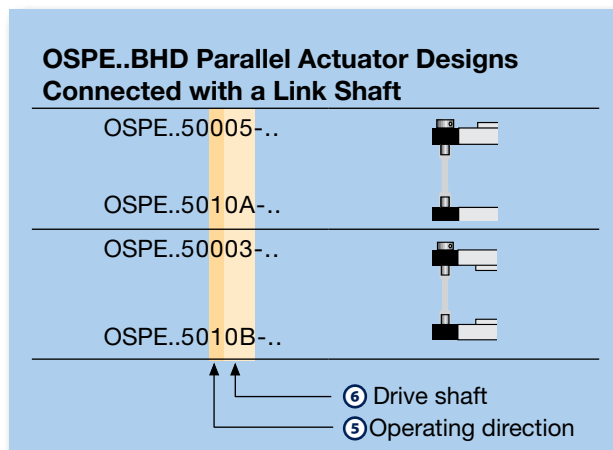 OSPE..BHD Parallel Actuator Designs
Connected with a Link Shaft
OSPE..50005-..
OSPE..5010A-..
OSPE..50003-..
OSPE..5010B-..
⑥ Drive shaft
⑤ Operating direction